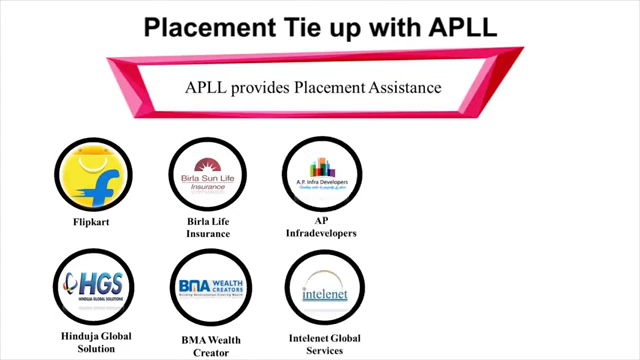 Placement Tie up with APLL
APLL provides Placement Assistance
Birla Sun Life
Insurance
A.P. Infra Developers
Flipkart
Birla Life
Insurance
AP
Infradevelopers
HGS
HINDUJA GLOBAL SOLUTIONS
BMA WEALTH
CREATORS
intelenet
Hinduja Global
Solution
BMA Wealth
Creator
Intelenet Global
Services